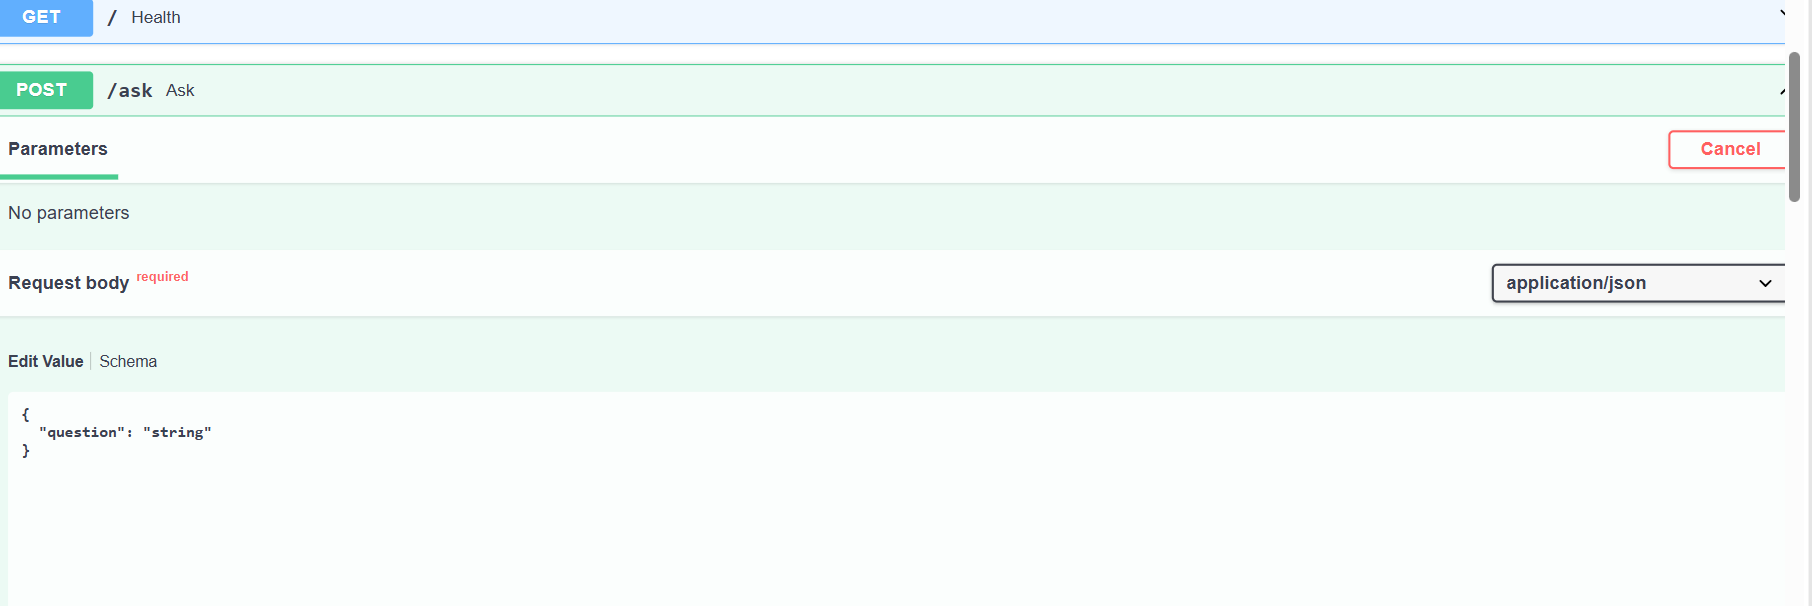 GET / Health
POST /ask Ask
Parameters
Cancel
No parameters
Request body required
application/json
Edit Value Schema
{
"question": "string"
}